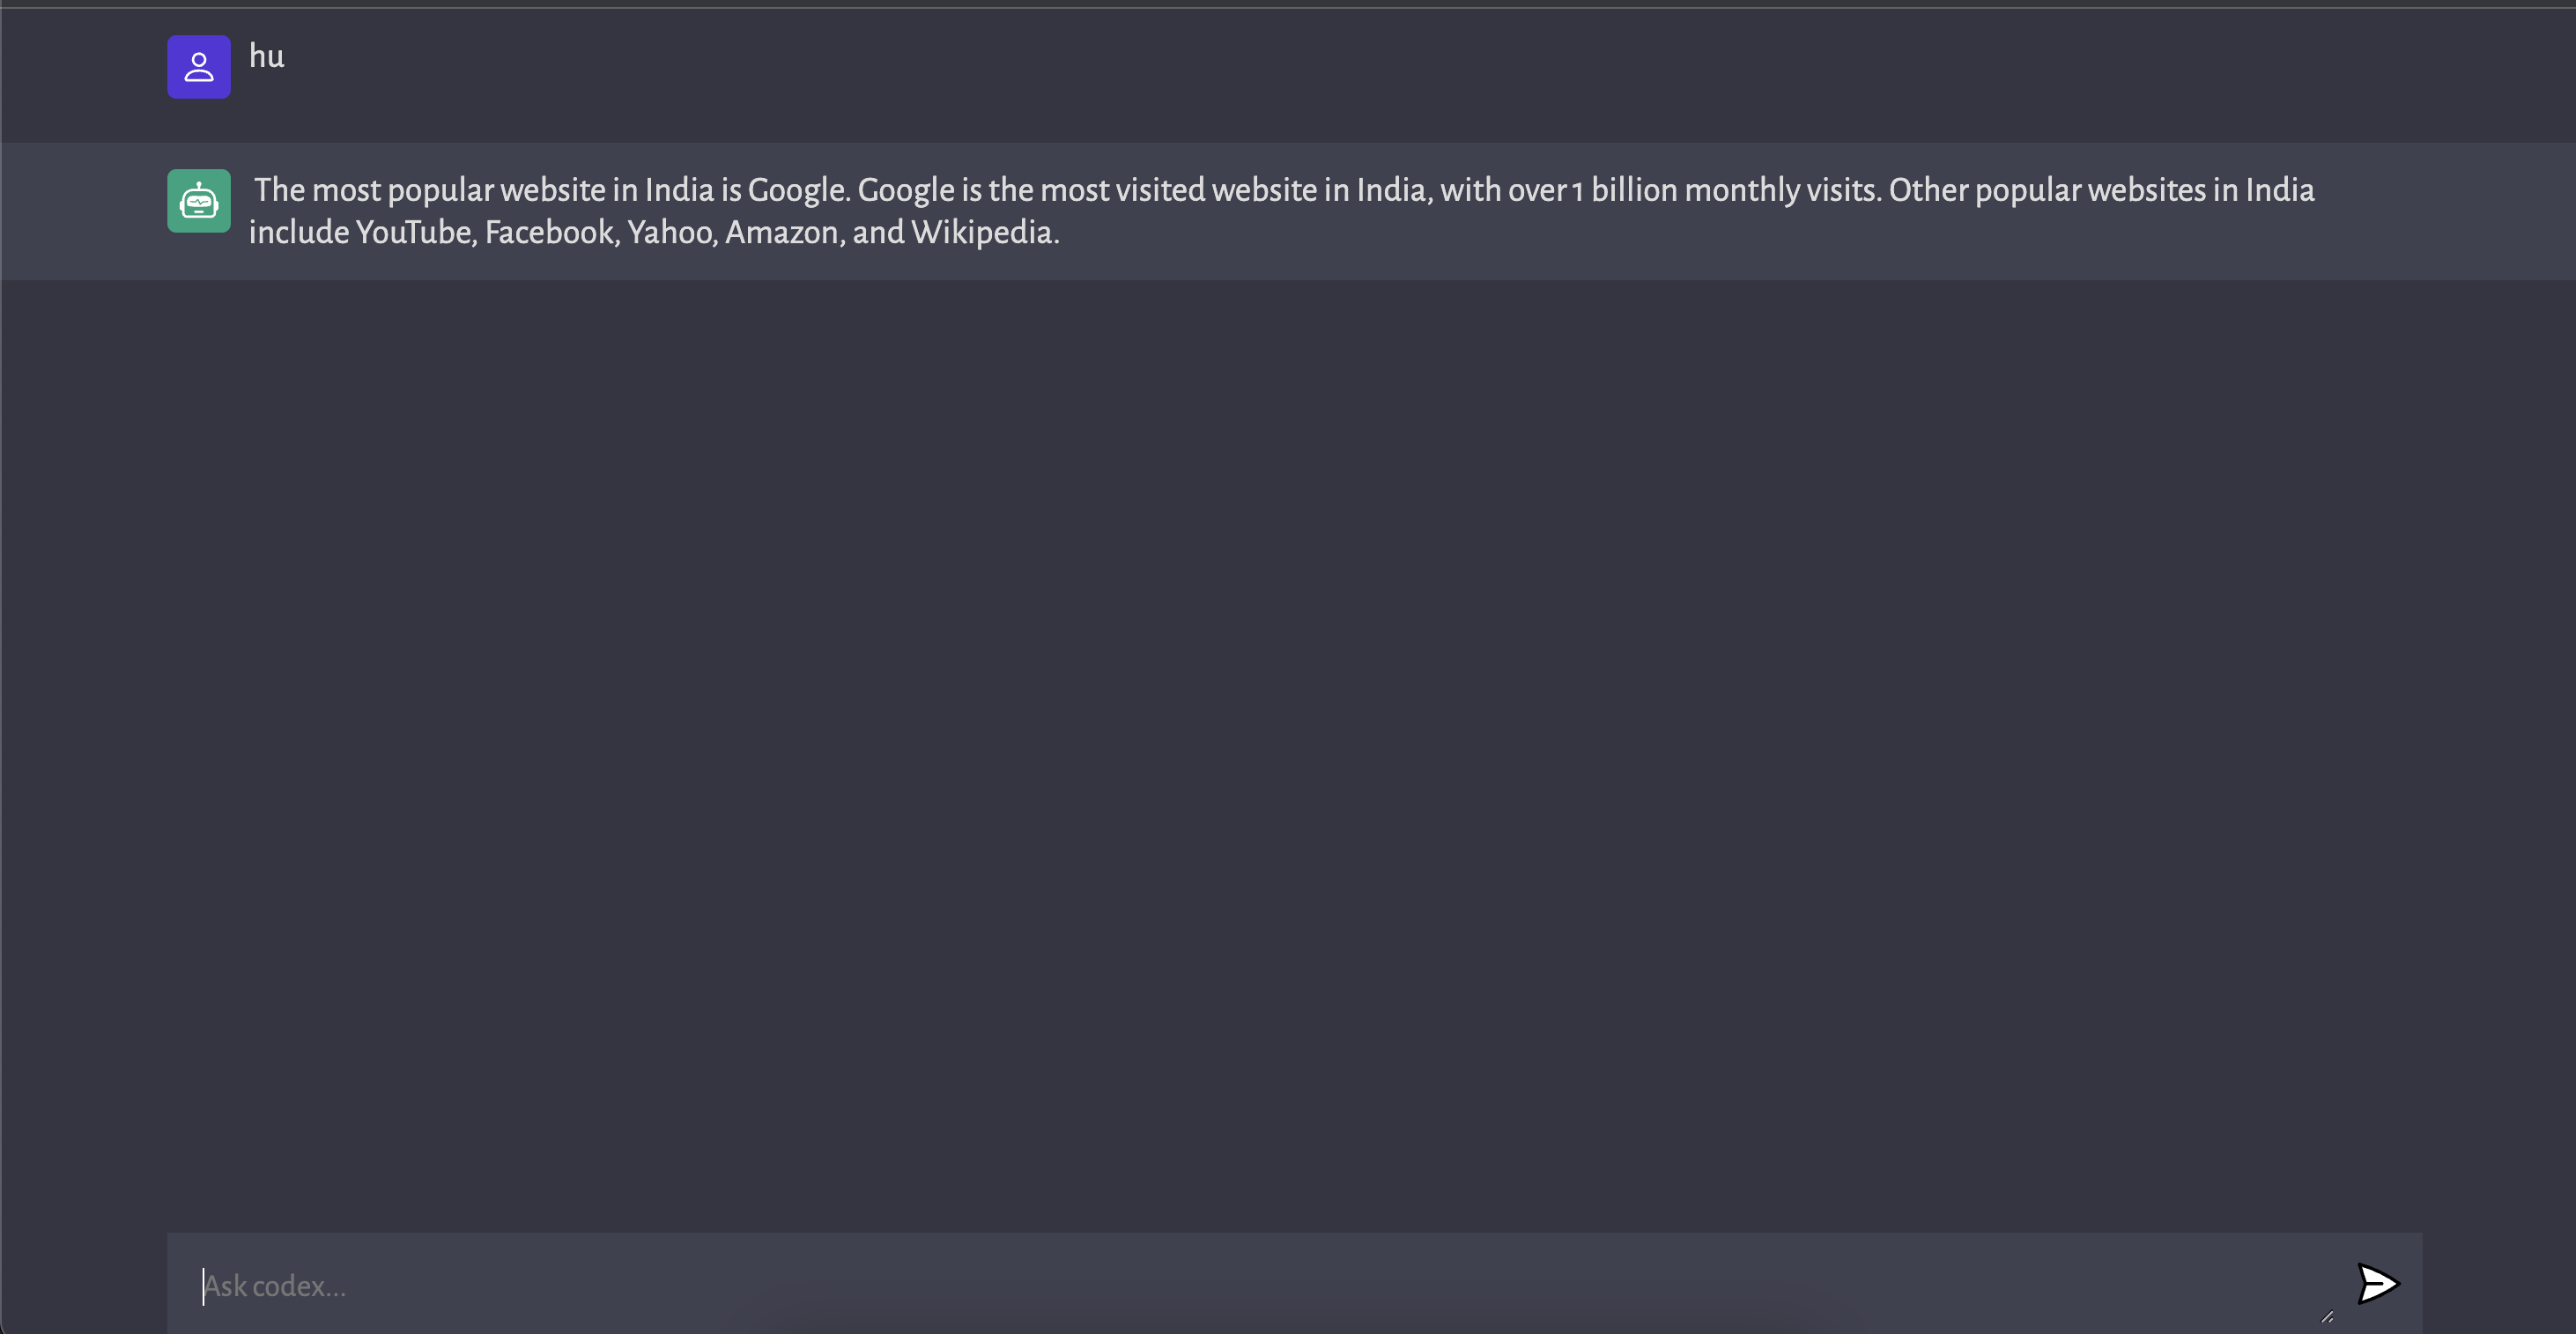 hu
The most popular website in India is Google. Google is the most visited website in India, with over 1 billion monthly visits. Other popular websites in India
include YouTube, Facebook, Yahoo, Amazon, and Wikipedia.
Ask codex...